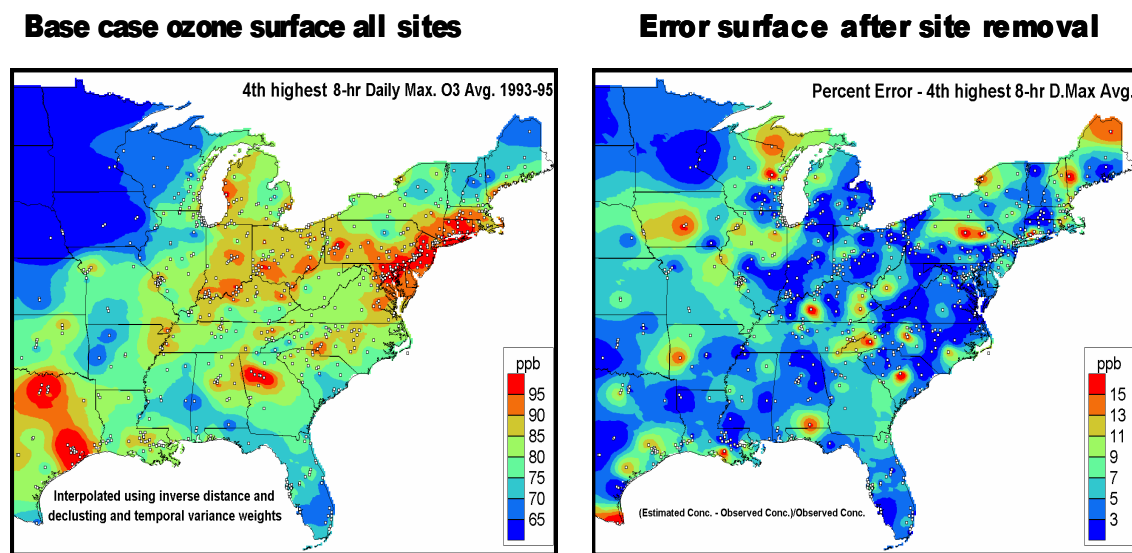 Base case ozone surface all sites
Error surface after site removal
4th highest 8-hr Daily Max. O3 Avg. 1993-95
ppb
95
90
85
80
75
70
65
Interpolated using inverse distance and
declusting and temporal variance weights
Percent Error - 4th highest 8-hr D.Max Avg.
ppb
15
13
11
9
7
5
3
(Estimated Conc. - Observed Conc.)/Observed Conc.